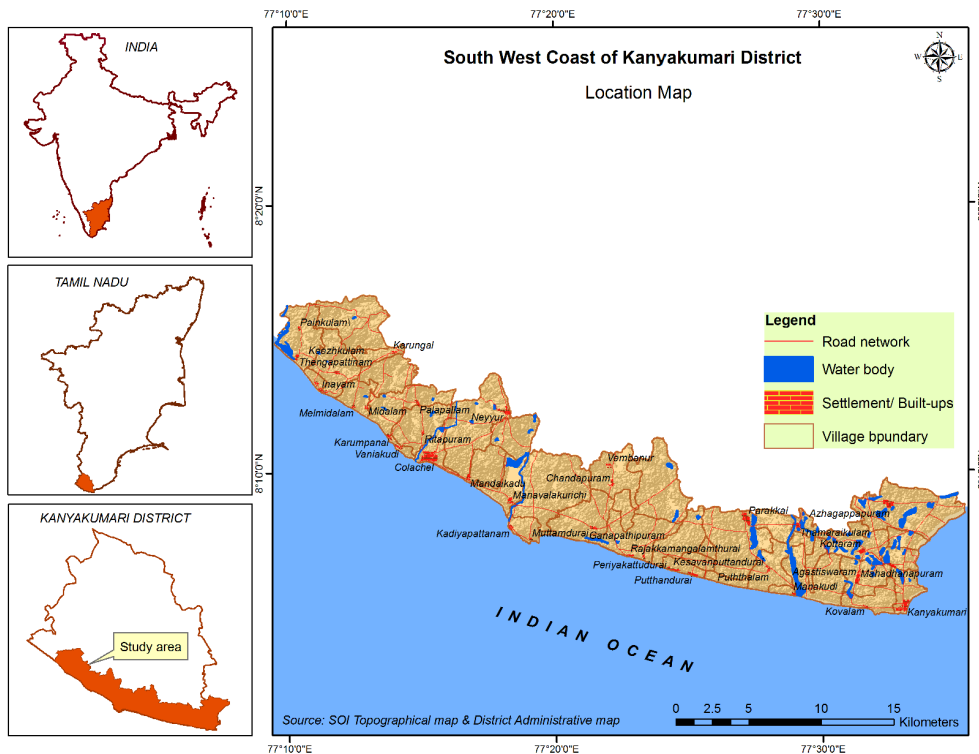 INDIA
TAMIL NADU
KANYAKUMARI DISTRICT
Study area
77°10'0"E
77°20'0"E
77°30'0"E
South West Coast of Kanyakumari District
Location Map
N
W
E
S
8°20'0"N
8°10'0"N
Legend
Road network
Water body
Settlement/ Built-ups
Village bpundary
Painkulam
Keezhkulam
Karungal
Thengapattinam
Inayam
Melmidalam
Midalam
Palapallam
Neyyur
Karumpanai
Ritapuram
Vaniakudi
Colachel
Mandaikadu
Manavalakurichi
Chandapuram
Vembanur
Kadiyapattanam
Muttamdurai
Ganapathipuram
Rajakkamangalamthurai
Periyakattudurai
Kesavanputtandurai
Putthandurai
Puththalam
Parakkai
Azhagappapuram
Thamaraikulam
Kottaram
Agastiswaram
Mahadhanapuram
Manakudi
Kovalam
Kanyakumari
INDIAN OCEAN
Source: SOI Topographical map & District Administrative map
0 2.5 5 10 15
Kilometers
77°10'0"E
77°20'0"E
77°30'0"E